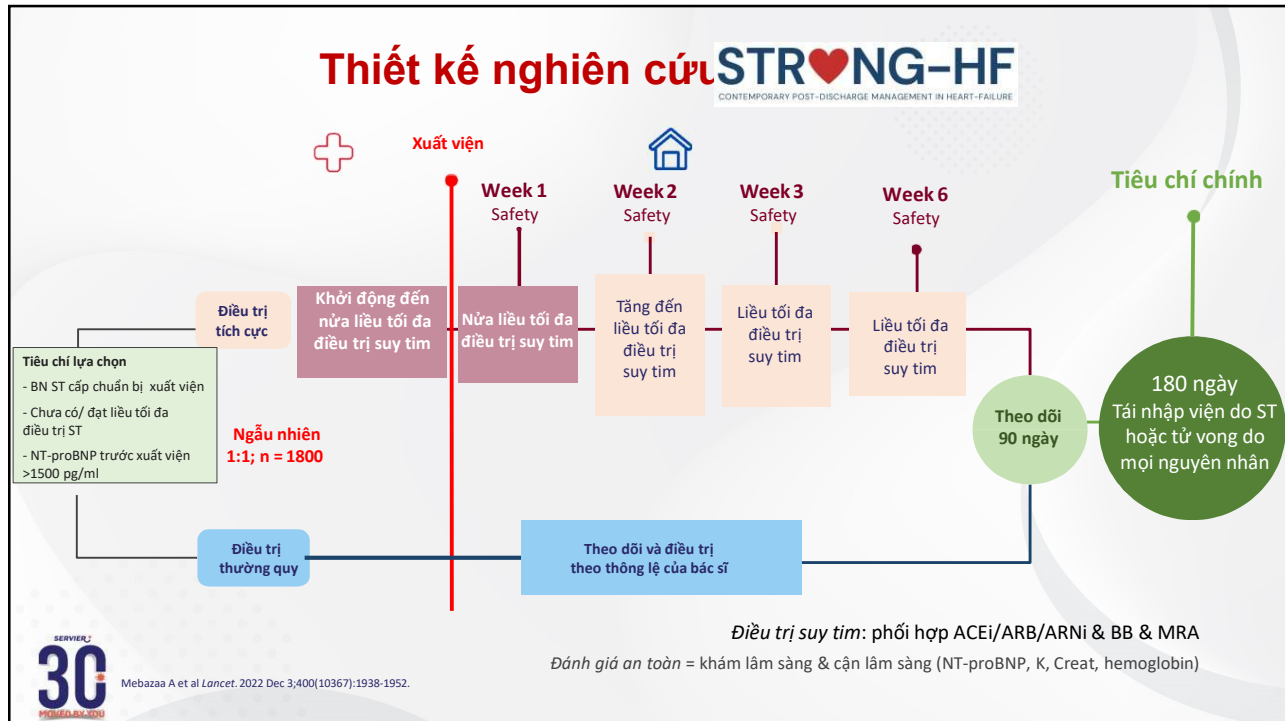 Thiết kế nghiên cứu
STRONG-HF
CONTEMPORARY POST-DISCHARGE MANAGEMENT IN HEART-FAILURE
Xuất viện
Week 1
Safety
Week 2
Safety
Week 3
Safety
Week 6
Safety
Tiêu chí chính
Điều trị
tích cực
Khởi động đến
nửa liều tối đa
điều trị suy tim
Nửa liều tối đa
điều trị suy tim
Tăng đến
liều tối đa
điều trị
suy tim
Liều tối đa
điều trị
suy tim
Liều tối đa
điều trị
suy tim
Tiêu chí lựa chọn
- BN ST cấp chuẩn bị xuất viện
- Chưa có/ đạt liều tối đa
điều trị ST
- NT-proBNP trước xuất viện
>1500 pg/ml
Ngẫu nhiên
1:1; n = 1800
Theo dõi
90 ngày
180 ngày
Tái nhập viện do ST
hoặc tử vong do
mọi nguyên nhân
Điều trị
thường quy
Theo dõi và điều trị
theo thông lệ của bác sĩ
Điều trị suy tim: phối hợp ACEi/ARB/ARNi & BB & MRA
Đánh giá an toàn = khám lâm sàng & cận lâm sàng (NT-proBNP, K, Creat, hemoglobin)
SERVIER
30
MOVED BY YOU
Mebazaa A et al Lancet. 2022 Dec 3;400(10367):1938-1952.